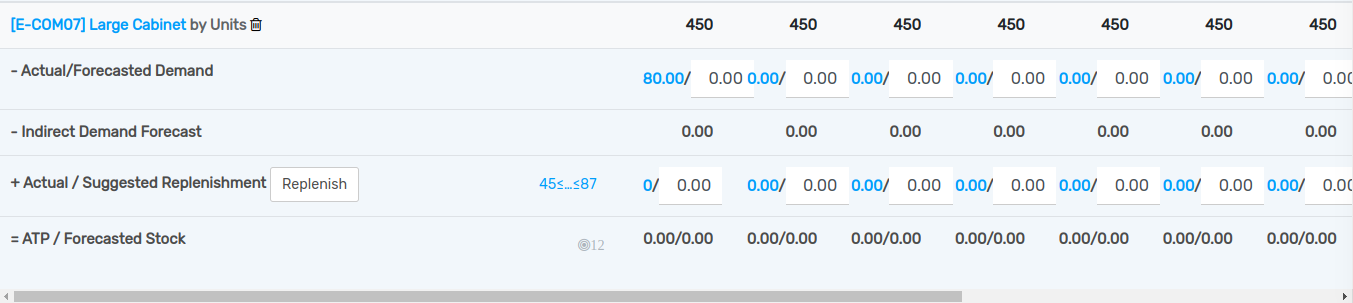 [E-COM07] Large Cabinet by Units 450 450 450 450 450 450 450
- Actual/Forecasted Demand 80.00/ 0.00 0.00/ 0.00 0.00/ 0.00 0.00/ 0.00 0.00/ 0.00 0.00/ 0.00 0.00/ 0.00
- Indirect Demand Forecast 0.00 0.00 0.00 0.00 0.00 0.00 0.00
+ Actual / Suggested Replenishment Replenish 45≤...≤87 0/ 0.00 0.00/ 0.00 0.00/ 0.00 0.00/ 0.00 0.00/ 0.00 0.00/ 0.00 0.00/ 0.00
= ATP / Forecasted Stock 12 0.00/0.00 0.00/0.00 0.00/0.00 0.00/0.00 0.00/0.00 0.00/0.00 0.00/0.00